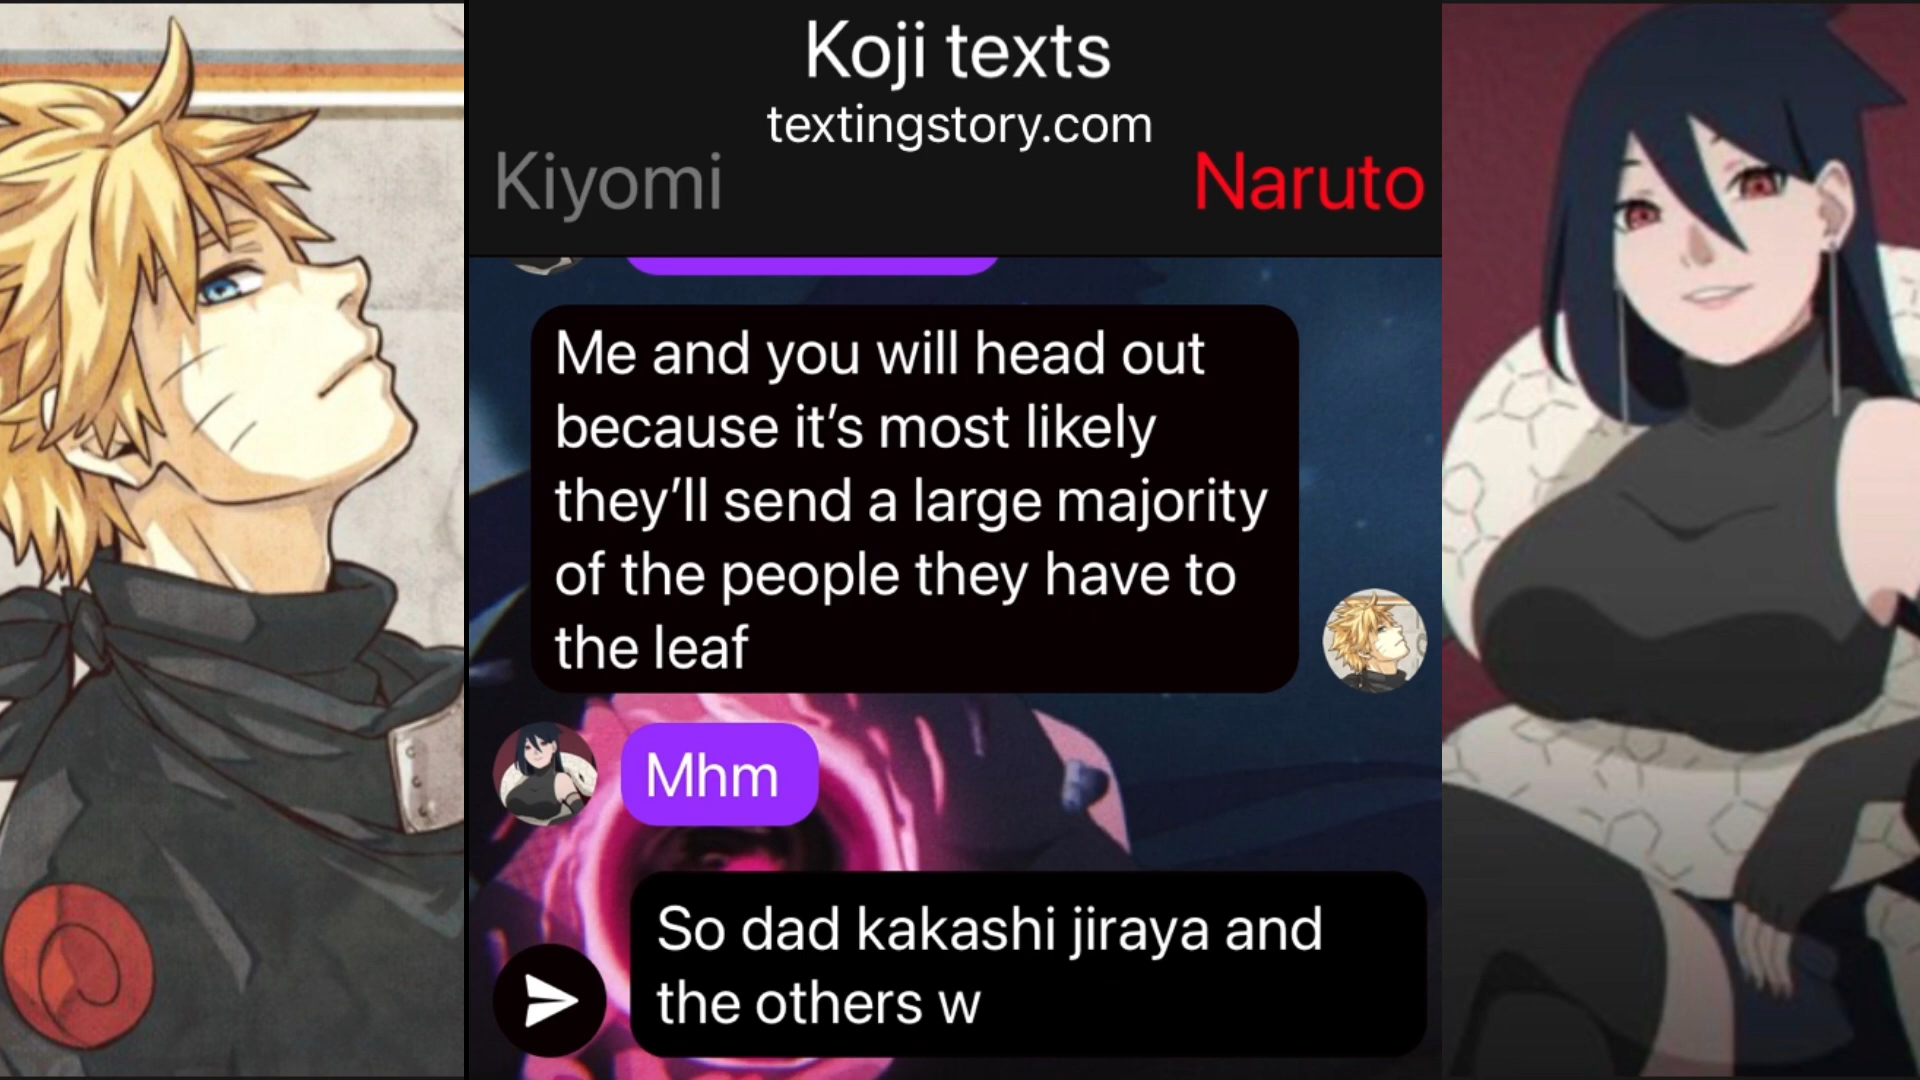 Koji texts
textingstory.com
Kiyomi
Naruto
Me and you will head out
because it’s most likely
they’ll send a large majority
of the people they have to
the leaf
Mhm
So dad kakashi jiraya and
the others w